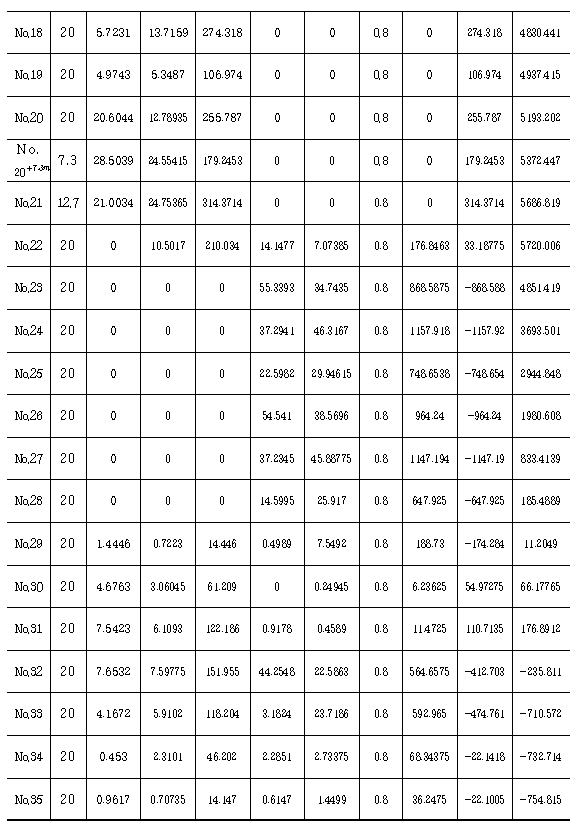 No.18 20 5.7231 13.7159 274.318 0 0 0.8 0 274.318 4830.441
No.19 20 4.9743 5.3487 106.974 0 0 0.8 0 106.974 4937.415
No.20 20 20.6044 12.78935 255.787 0 0 0.8 0 255.787 5193.202
No.
20+7.3m 7.3 28.5039 24.55415 179.2453 0 0 0.8 0 179.2453 5372.447
No.21 12.7 21.0034 24.75365 314.3714 0 0 0.8 0 314.3714 5686.819
No.22 20 0 10.5017 210.034 14.1477 7.07385 0.8 176.8463 33.18775 5720.006
No.23 20 0 0 0 55.3393 34.7435 0.8 868.5875 -868.588 4851.419
No.24 20 0 0 0 37.2941 46.3167 0.8 1157.918 -1157.92 3693.501
No.25 20 0 0 0 22.5982 29.94615 0.8 748.6538 -748.654 2944.848
No.26 20 0 0 0 54.541 38.5696 0.8 964.24 -964.24 1980.608
No.27 20 0 0 0 37.2345 45.88775 0.8 1147.194 -1147.19 833.4139
No.28 20 0 0 0 14.5995 25.917 0.8 647.925 -647.925 185.4889
No.29 20 1.4446 0.7223 14.446 0.4989 7.5492 0.8 188.73 -174.284 11.2049
No.30 20 4.6763 3.06045 61.209 0 0.24945 0.8 6.23625 54.97275 66.17765
No.31 20 7.5423 6.1093 122.186 0.9178 0.4589 0.8 11.4725 110.7135 176.8912
No.32 20 7.6532 7.59775 151.955 44.2548 22.5863 0.8 564.6575 -412.703 -235.811
No.33 20 4.1672 5.9102 118.204 3.1824 23.7186 0.8 592.965 -474.761 -710.572
No.34 20 0.453 2.3101 46.202 2.2851 2.73375 0.8 68.34375 -22.1418 -732.714
No.35 20 0.9617 0.70735 14.147 0.6147 1.4499 0.8 36.2475 -22.1005 -754.815